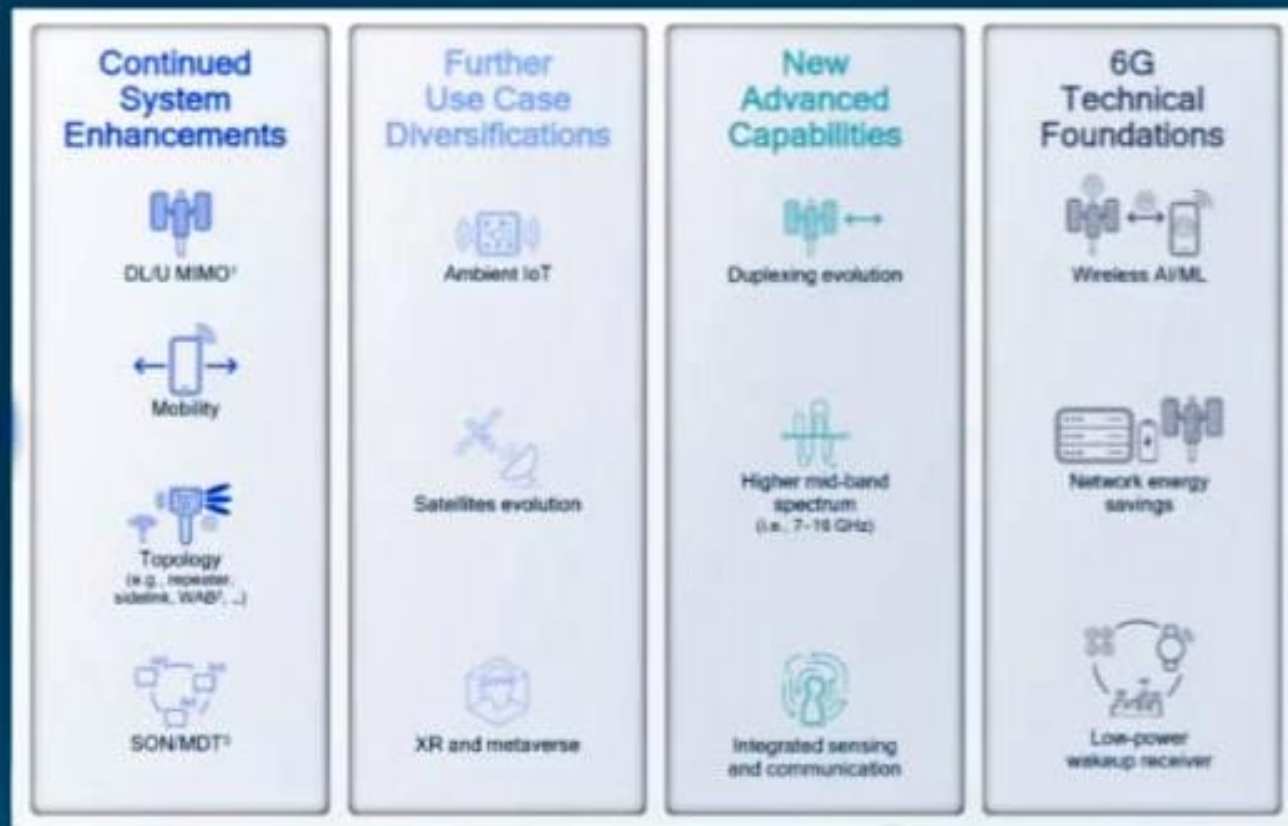 Continued
System
Enhancements
DL/U MIMO¹
Mobility
Topology
(e.g., repeater,
sidelink, WAB², ..)
SON/MDT³
Further
Use Case
Diversifications
Ambient IoT
Satellites evolution
XR and metaverse
New
Advanced
Capabilities
Duplexing evolution
Higher mid-band
spectrum
(i.e., 7-16 GHz)
Integrated sensing
and communication
6G
Technical
Foundations
Wireless AI/ML
Network energy
savings
Low-power
wakeup receiver